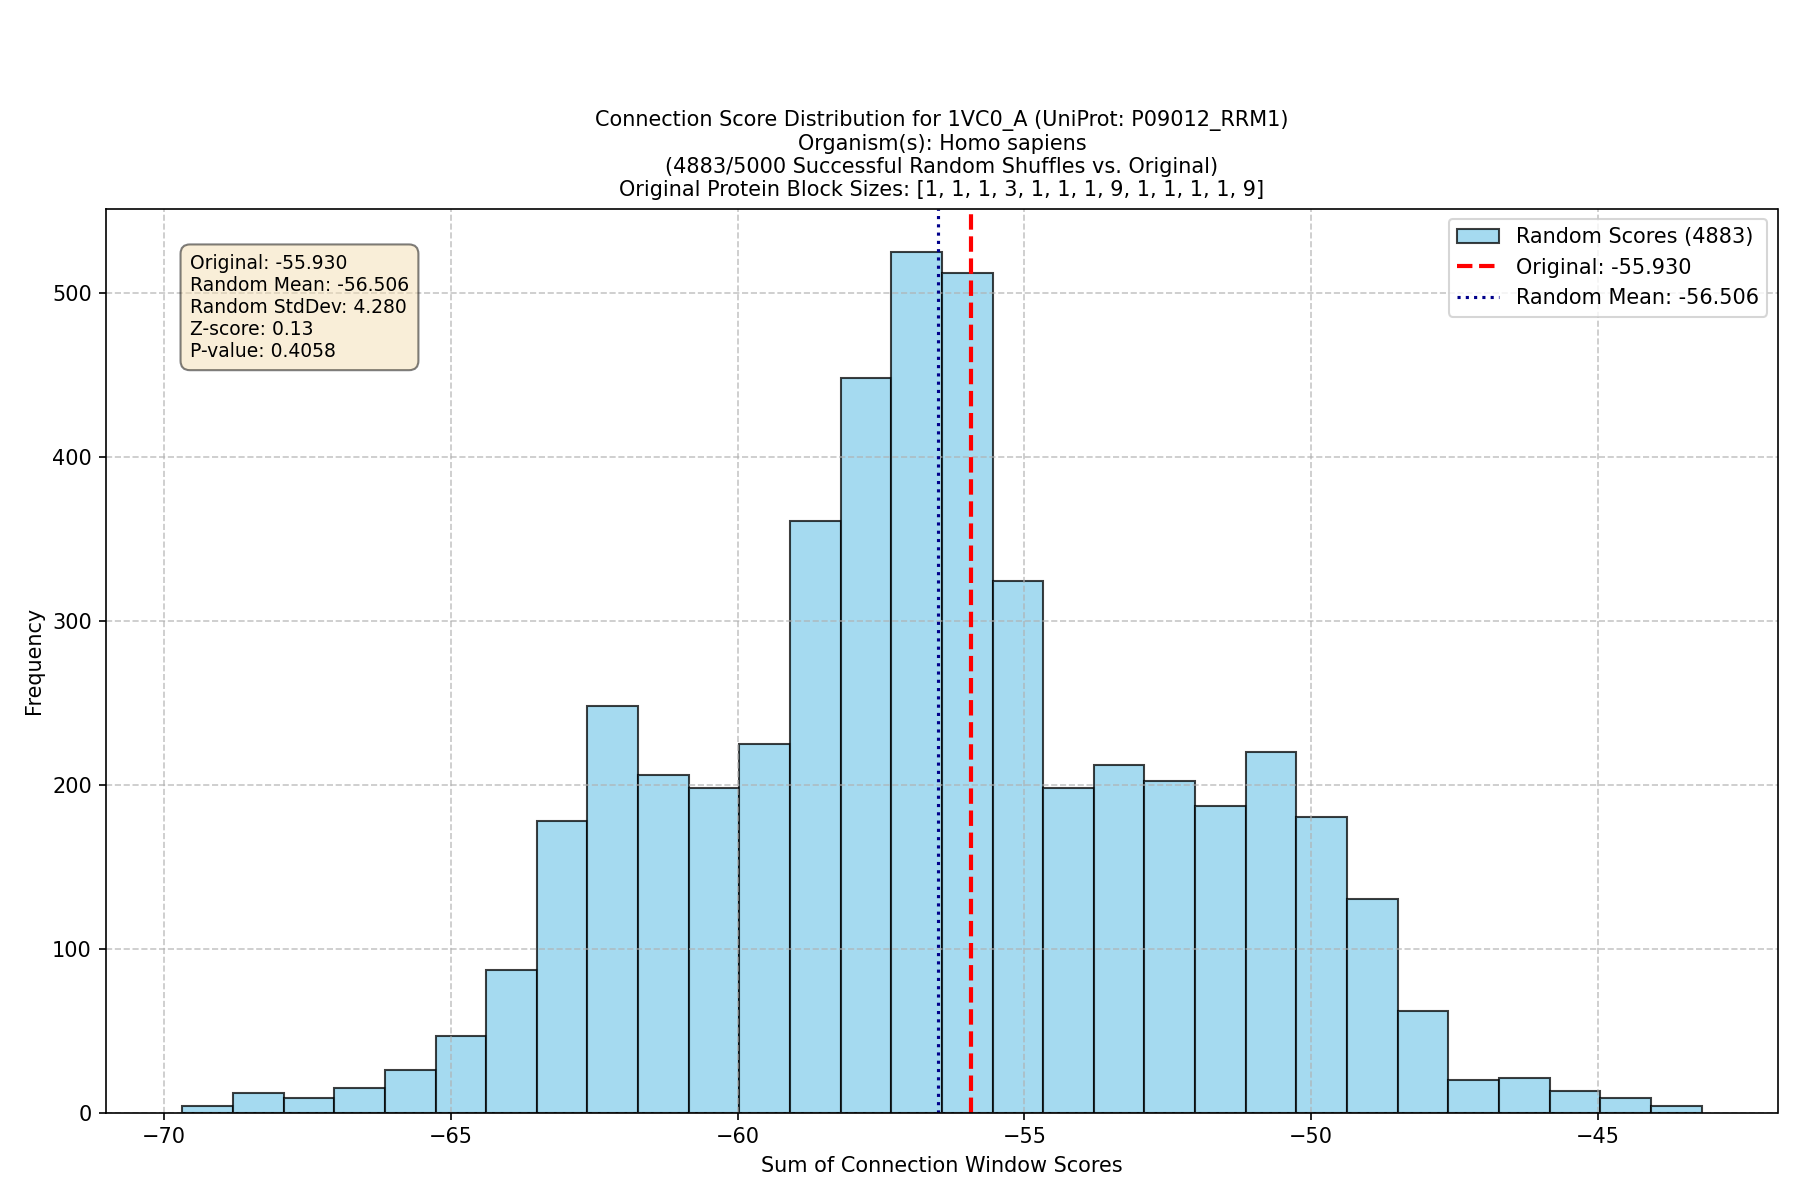 Connection Score Distribution for 1VC0_A (UniProt: P09012_RRM1)
Organism(s): Homo sapiens
(4883/5000 Successful Random Shuffles vs. Original)
Original Protein Block Sizes: [1, 1, 1, 3, 1, 1, 1, 9, 1, 1, 1, 1, 9]
Original: -55.930
Random Mean: -56.506
Random StdDev: 4.280
Z-score: 0.13
P-value: 0.4058
Random Scores (4883)
Original: -55.930
Random Mean: -56.506
Frequency
500
400
300
200
100
0
−70
−65
−60
−55
−50
−45
Sum of Connection Window Scores